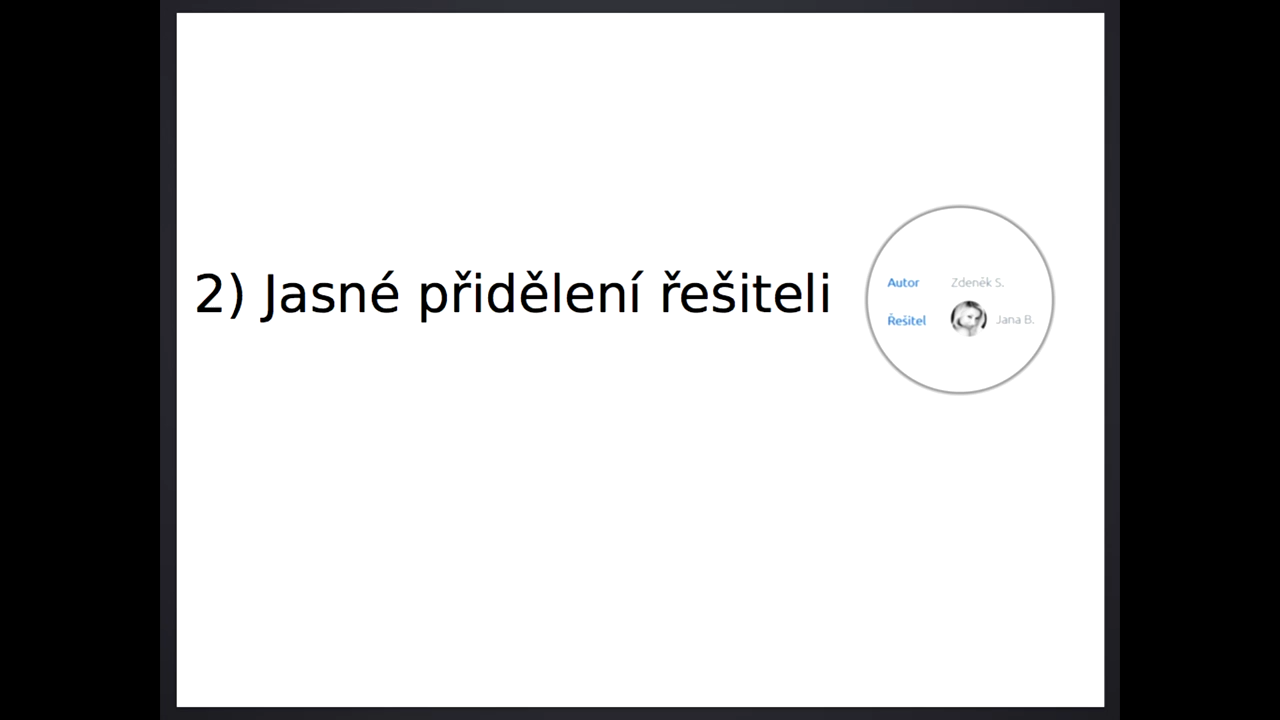 2) Jasné přidělení řešiteli
Autor Zdeněk S.
Řešitel Jana B.